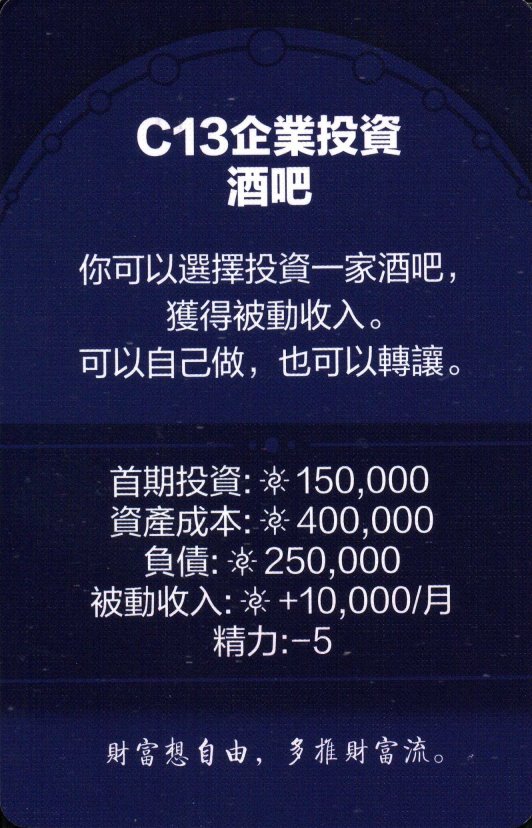 C13企業投資
酒吧
你可以選擇投資一家酒吧，
獲得被動收入。
可以自己做，也可以轉讓。
首期投資: 150,000
資產成本: 400,000
負債: 250,000
被動收入: +10,000/月
精力:−5
財富想自由，多推財富流。